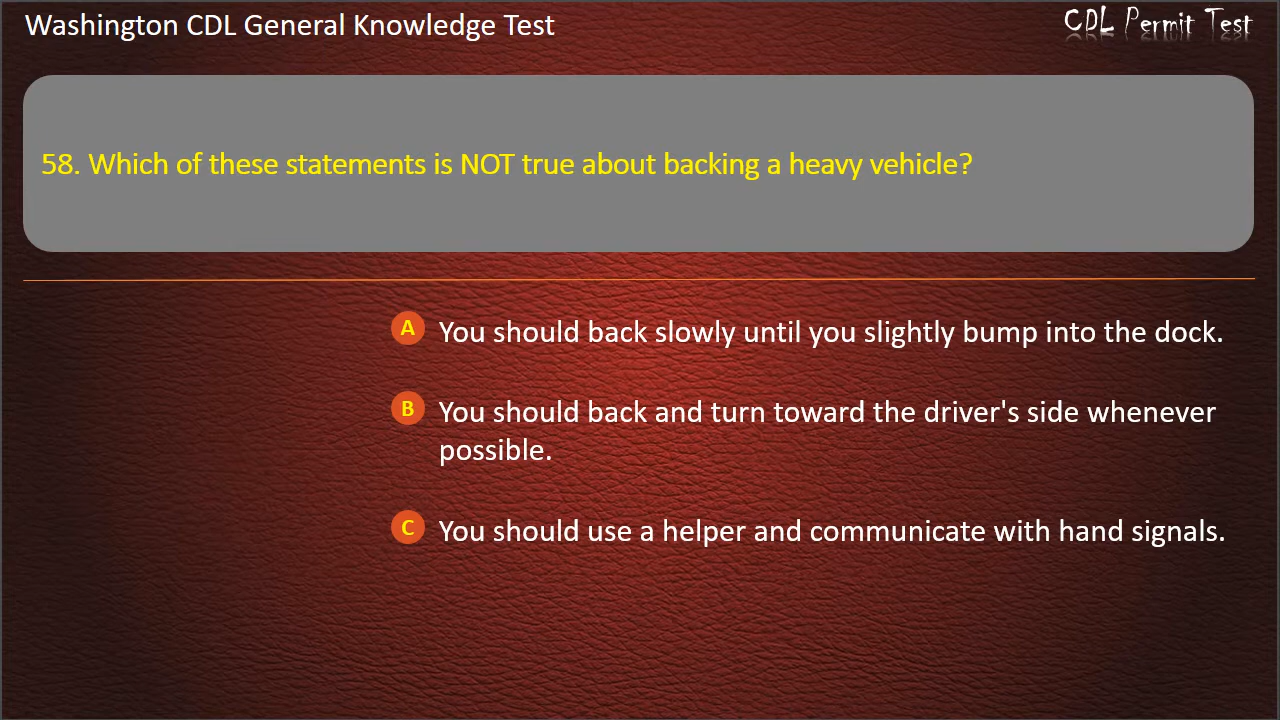 Washington CDL General Knowledge Test
CDL Permit Test
58. Which of these statements is NOT true about backing a heavy vehicle?
A You should back slowly until you slightly bump into the dock.
B You should back and turn toward the driver's side whenever
possible.
C You should use a helper and communicate with hand signals.